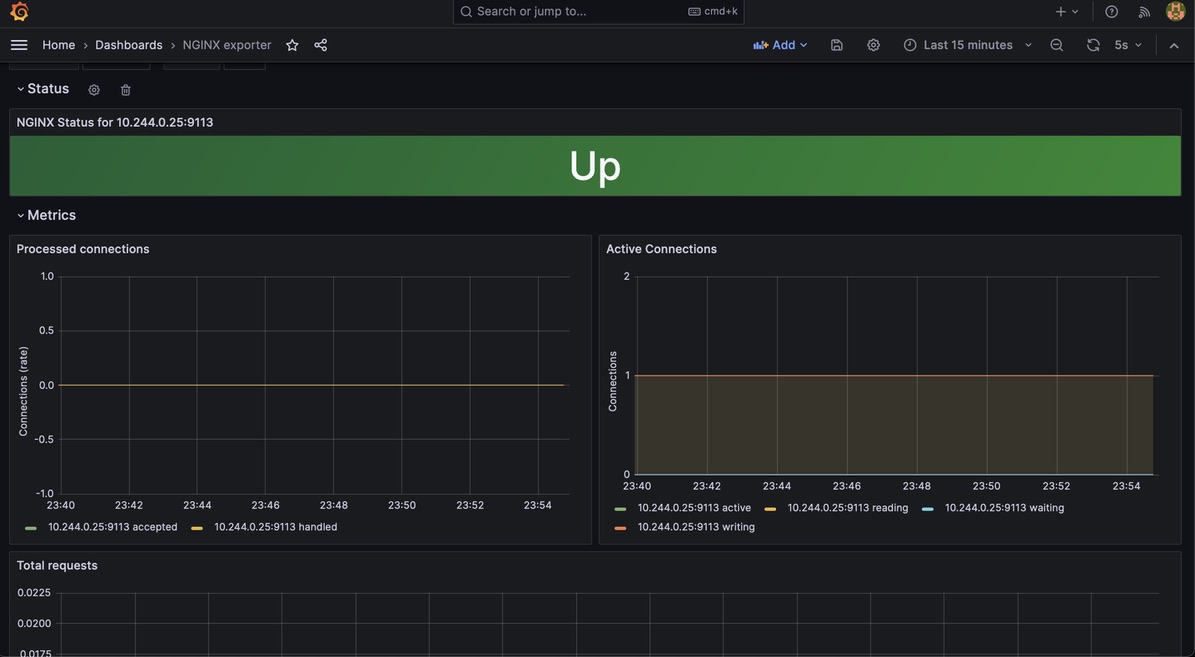 Search or jump to... cmd+k
Home › Dashboards › NGINX exporter Add Last 15 minutes 5s
Status
NGINX Status for 10.244.0.25:9113
Up
Metrics
Processed connections
Connections (rate)
1.0
0.5
0.0
-0.5
-1.0
23:40 23:42 23:44 23:46 23:48 23:50 23:52 23:54
10.244.0.25:9113 accepted 10.244.0.25:9113 handled
Active Connections
Connections
2
1
0
23:40 23:42 23:44 23:46 23:48 23:50 23:52 23:54
10.244.0.25:9113 active 10.244.0.25:9113 reading 10.244.0.25:9113 waiting
10.244.0.25:9113 writing
Total requests
0.0225
0.0200
0.0175